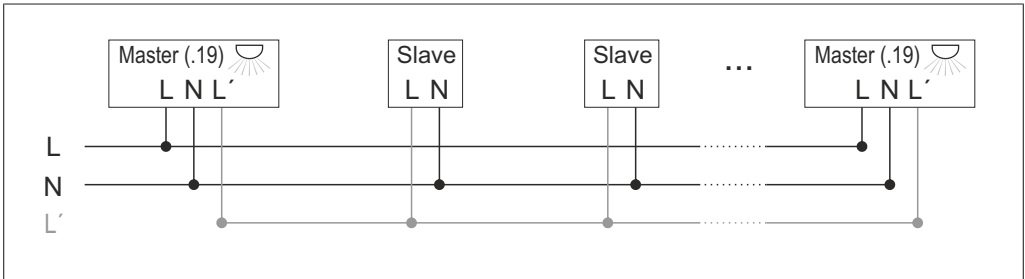 Master (.19) Slave Slave ... Master (.19)
L N L´ L N L N L N L´
L
N
L´